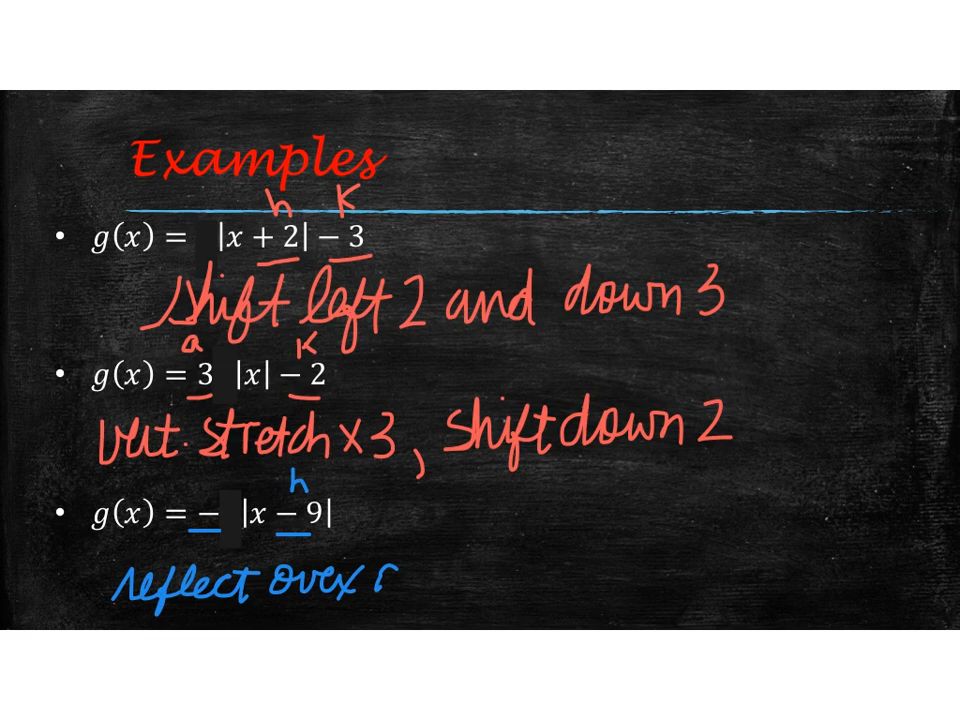 Examples
h K
• g(x) = |x + 2| − 3
shift left 2 and down 3
a K
• g(x) = 3 |x| − 2
vert. stretch x 3, shift down 2
h
• g(x) = − |x − 9|
reflect over x